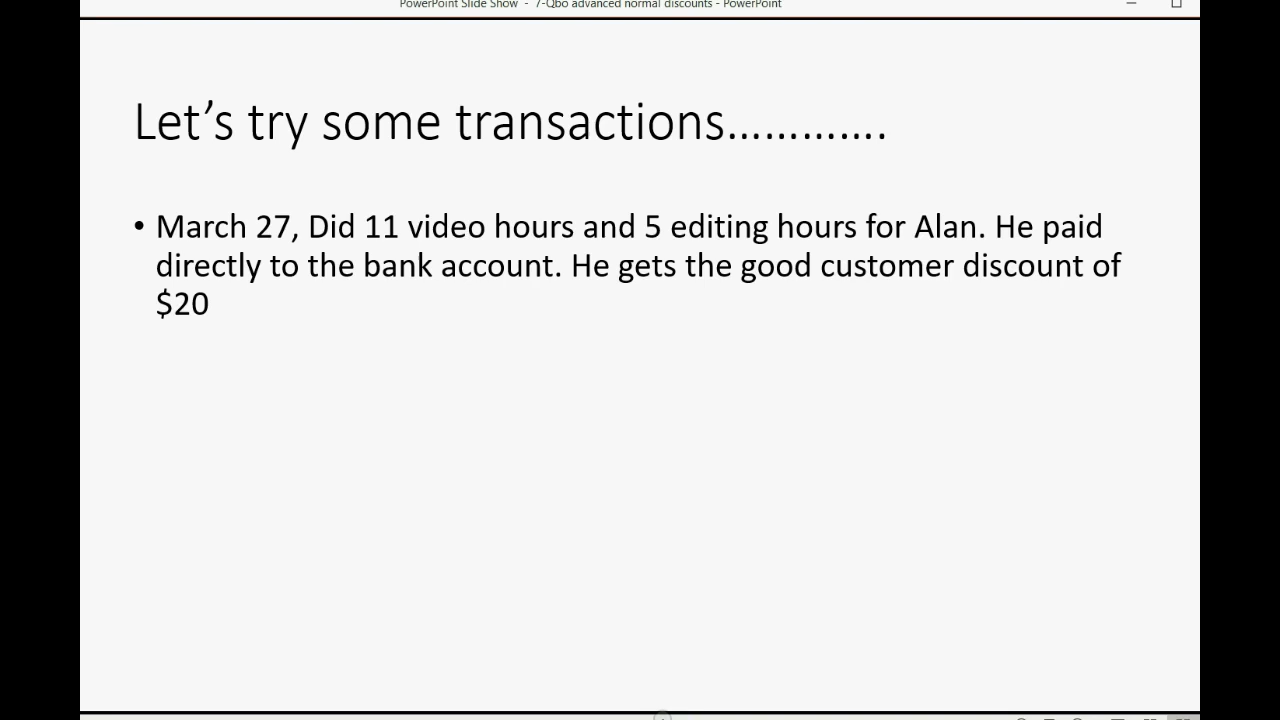 PowerPoint Slide Show - 7-Qbo advanced normal discounts - PowerPoint
Let’s try some transactions………….
• March 27, Did 11 video hours and 5 editing hours for Alan. He paid
directly to the bank account. He gets the good customer discount of
$20